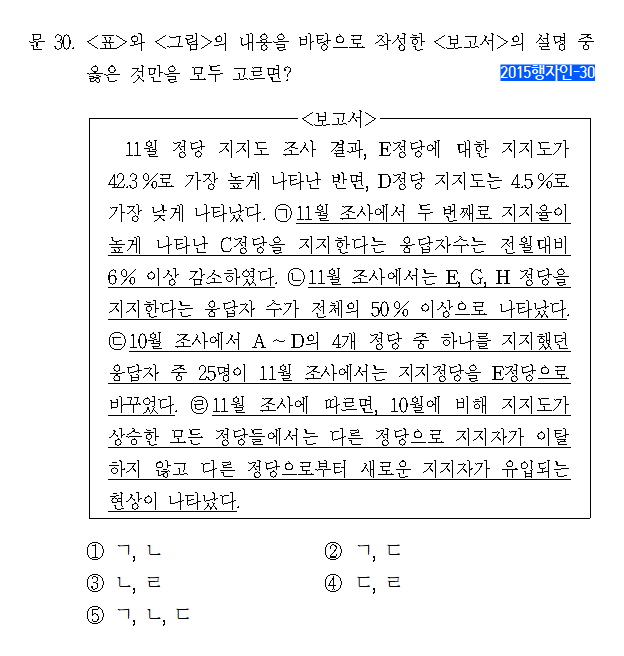 문 30. <표>와 <그림>의 내용을 바탕으로 작성한 <보고서>의 설명 중
옳은 것만을 모두 고르면?
2015행자인-30
<보고서>
11월 정당 지지도 조사 결과, E정당에 대한 지지도가
42.3%로 가장 높게 나타난 반면, D정당 지지도는 4.5%로
가장 낮게 나타났다. ㉠11월 조사에서 두 번째로 지지율이
높게 나타난 C정당을 지지한다는 응답자수는 전월대비
6% 이상 감소하였다. ㉡11월 조사에서는 E, G, H 정당을
지지한다는 응답자 수가 전체의 50% 이상으로 나타났다.
㉢10월 조사에서 A ~ D의 4개 정당 중 하나를 지지했던
응답자 중 25명이 11월 조사에서는 지지정당을 E정당으로
바꾸었다. ㉣11월 조사에 따르면, 10월에 비해 지지도가
상승한 모든 정당들에서는 다른 정당으로 지지자가 이탈
하지 않고 다른 정당으로부터 새로운 지지자가 유입되는
현상이 나타났다.
① ㄱ, ㄴ
② ㄱ, ㄷ
③ ㄴ, ㄹ
④ ㄷ, ㄹ
⑤ ㄱ, ㄴ, ㄷ